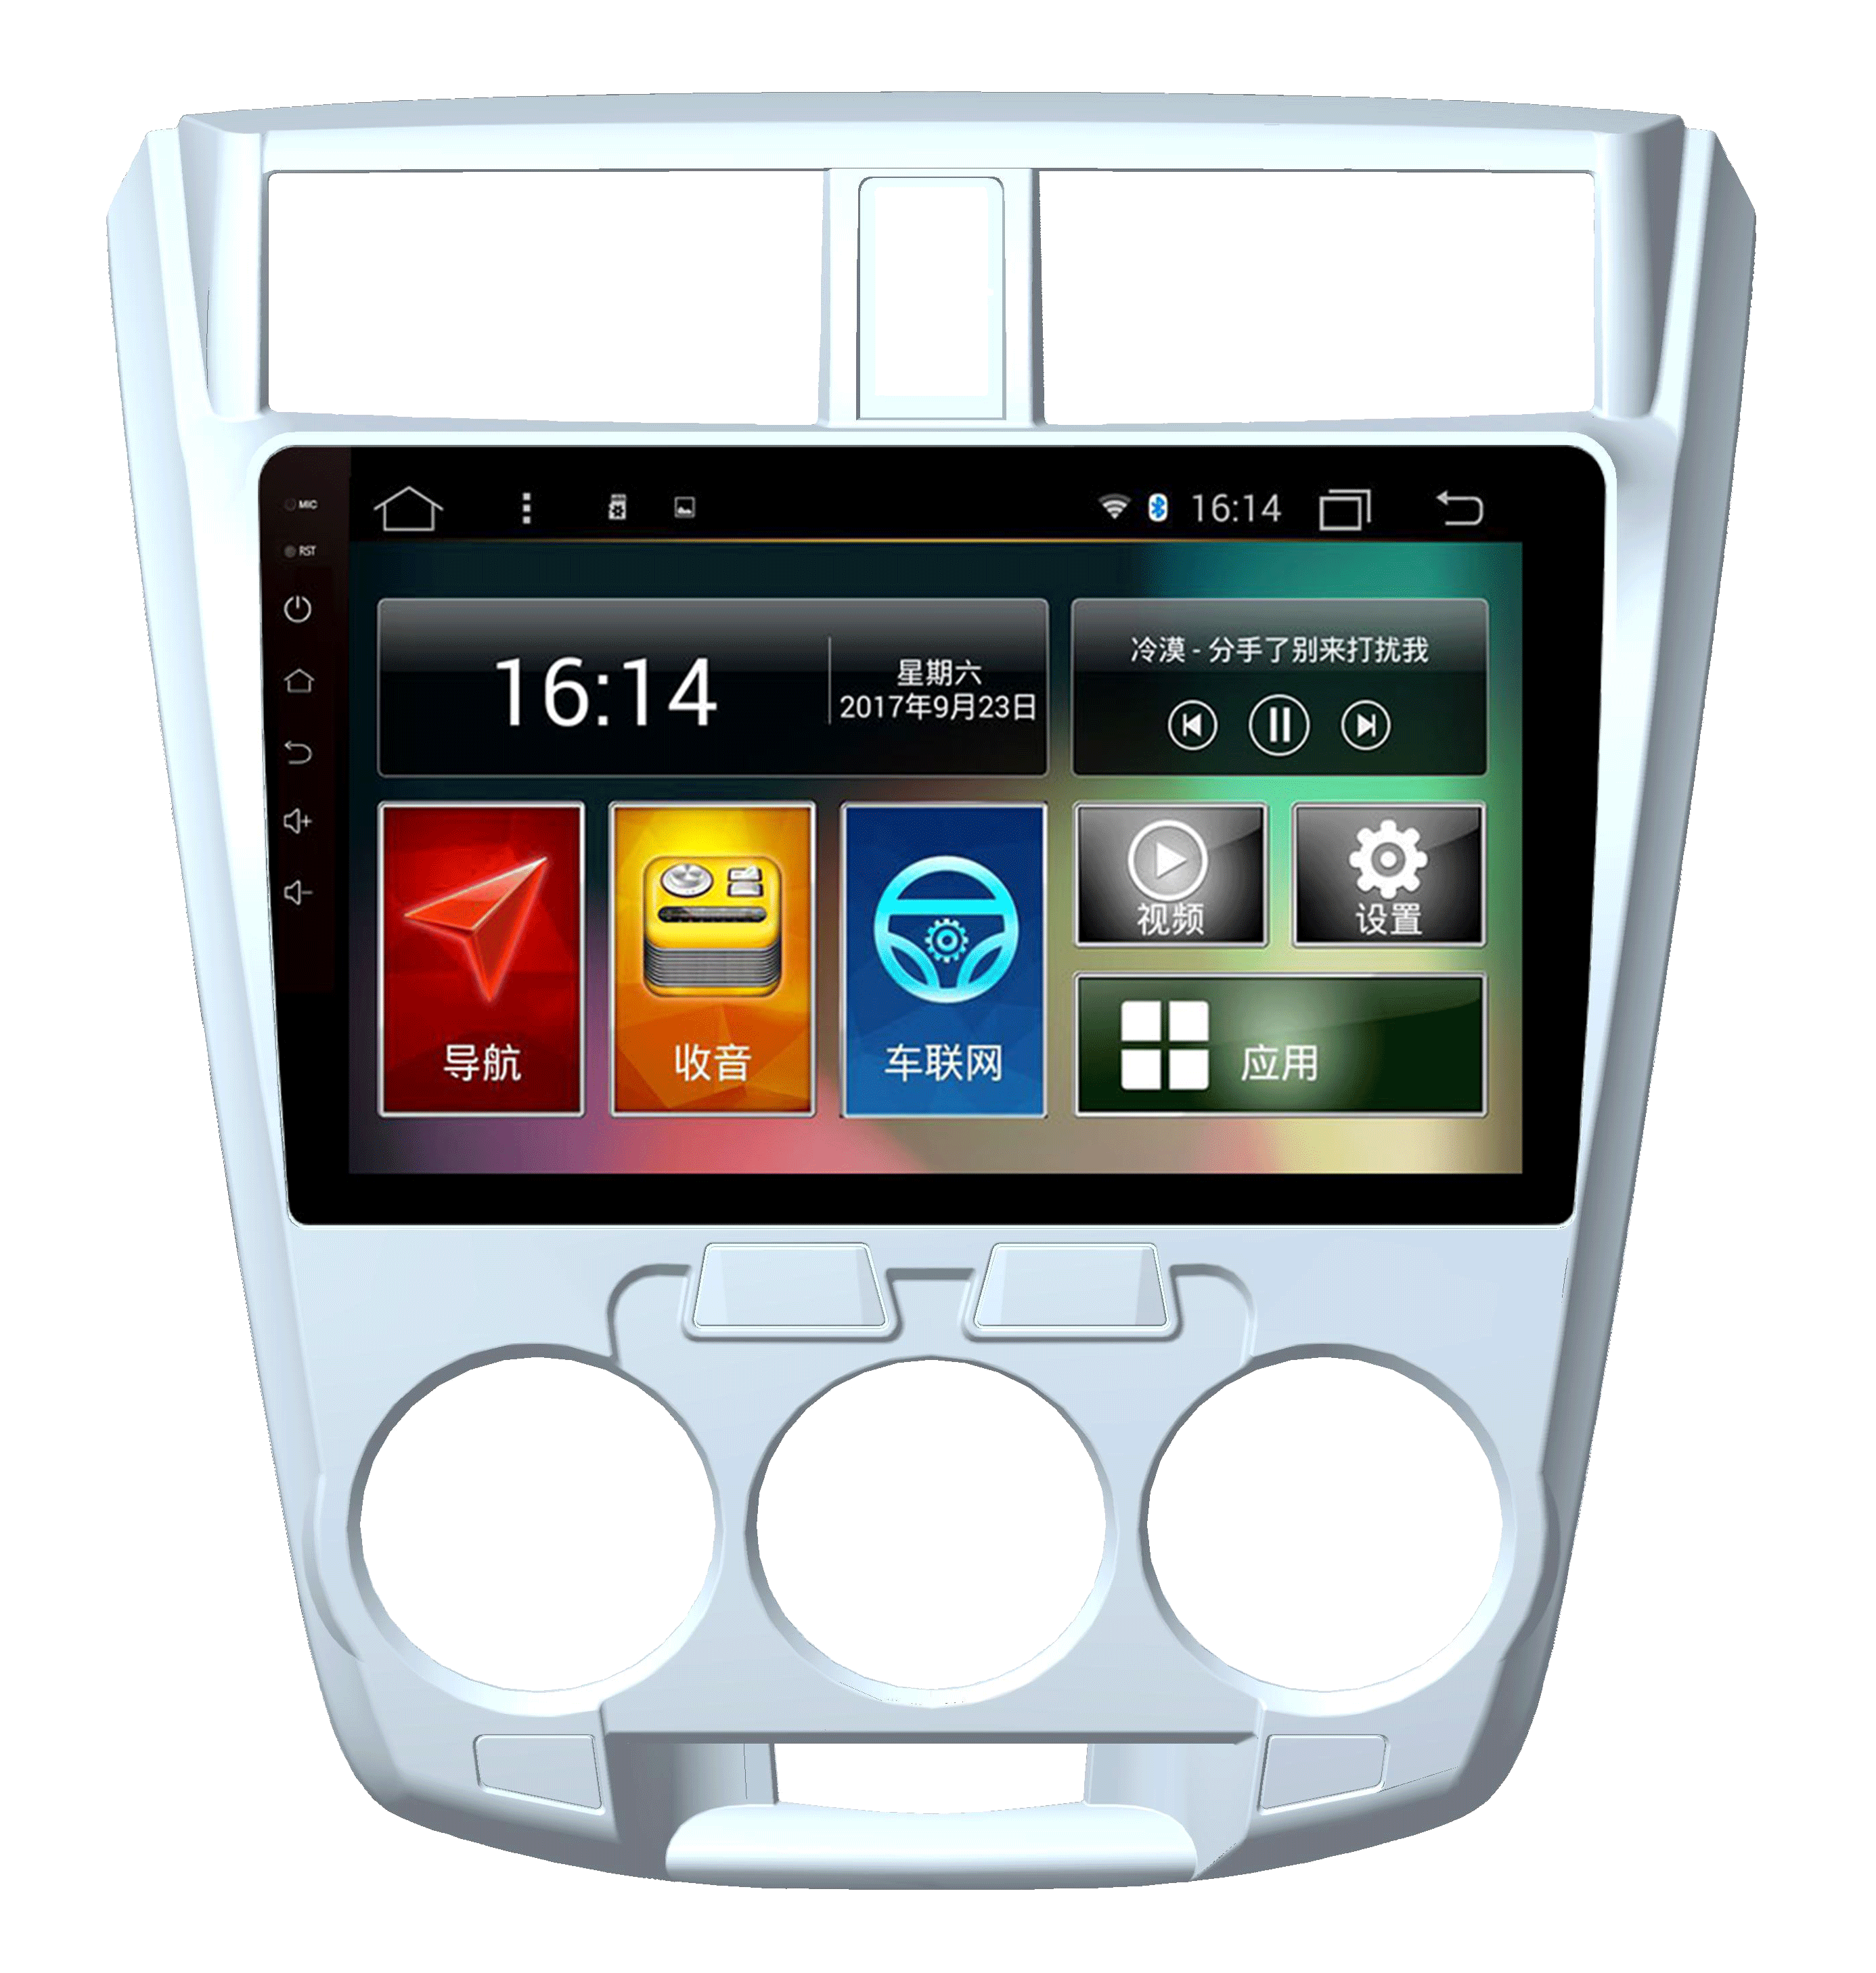 MIC
16:14
RST
16:14
星期六
2017年9月23日
冷漠 - 分手了别来打扰我
视频
设置
导航
收音
车联网
应用